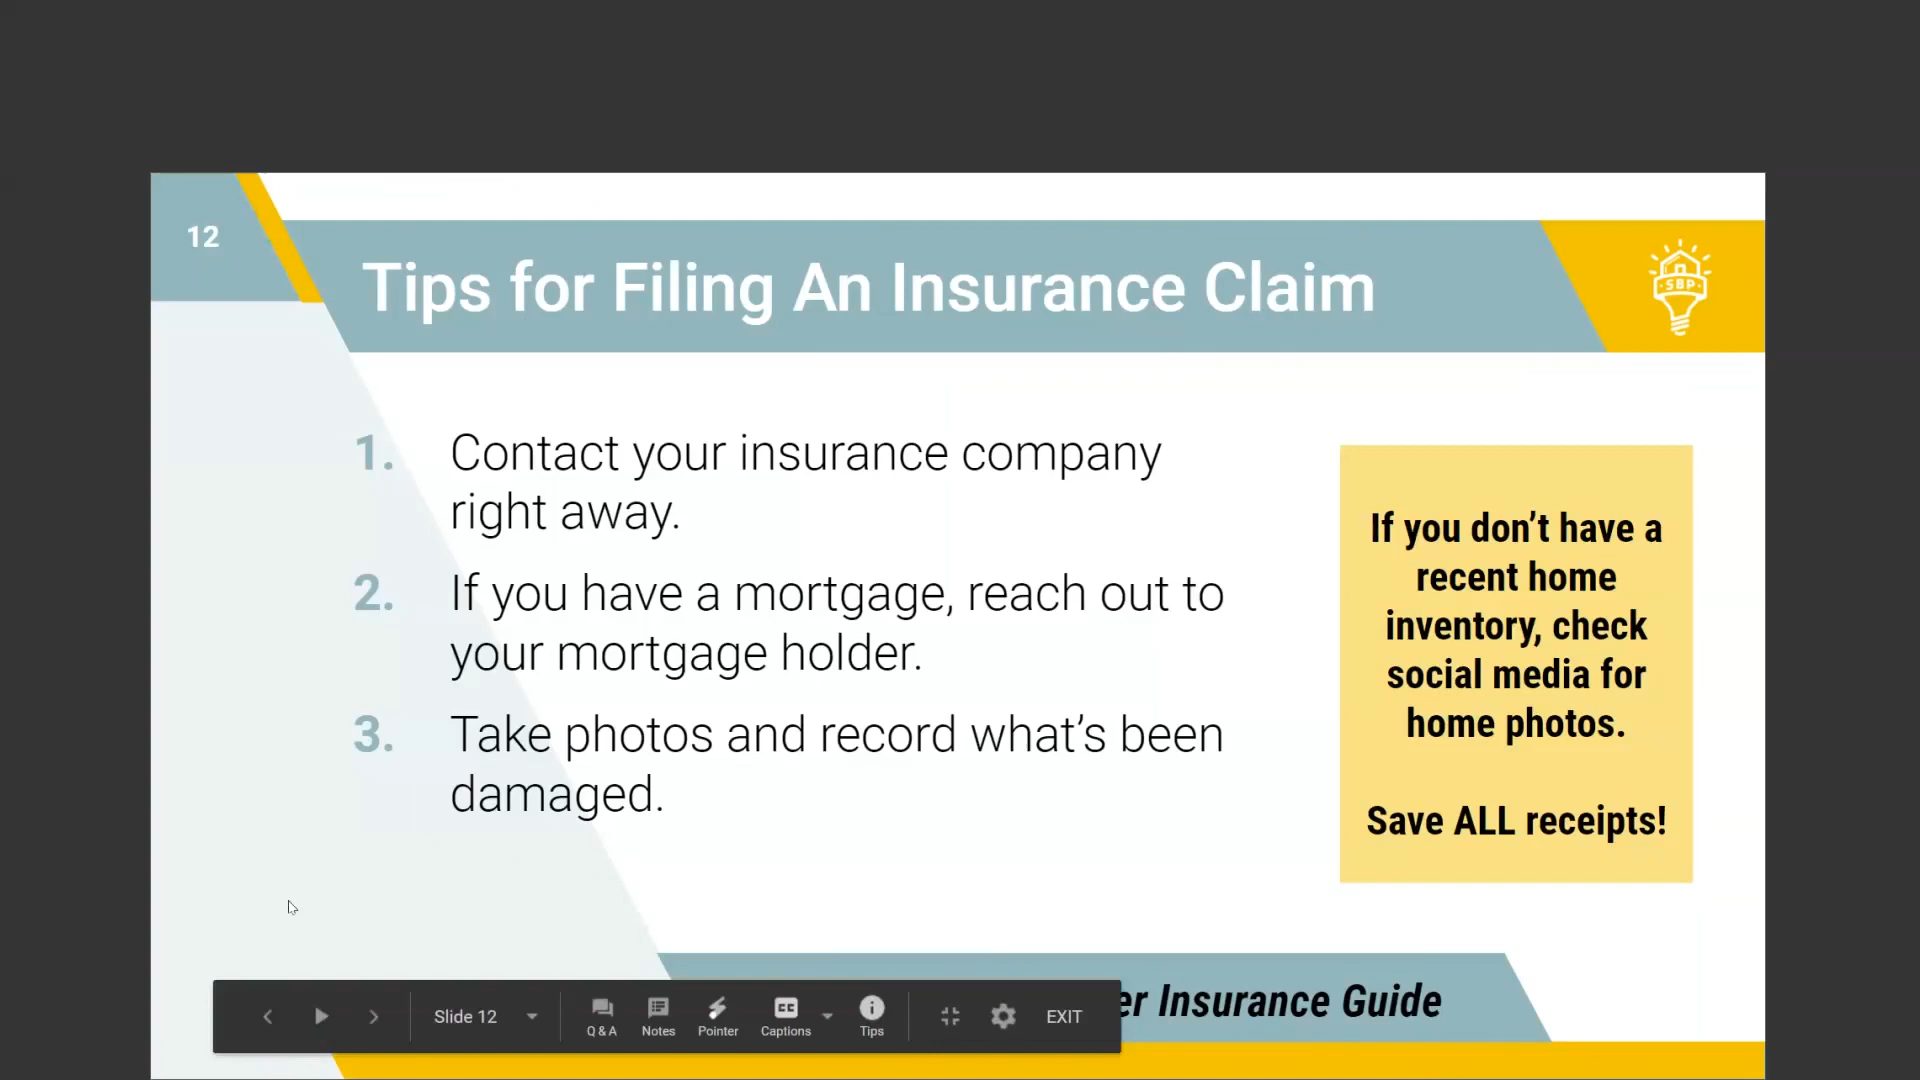 12
Tips for Filing An Insurance Claim
SBP
1. Contact your insurance company
right away.
2. If you have a mortgage, reach out to
your mortgage holder.
3. Take photos and record what’s been
damaged.
If you don’t have a
recent home
inventory, check
social media for
home photos.
Save ALL receipts!
er Insurance Guide
Slide 12
Q & A
Notes
Pointer
CC
Captions
Tips
EXIT